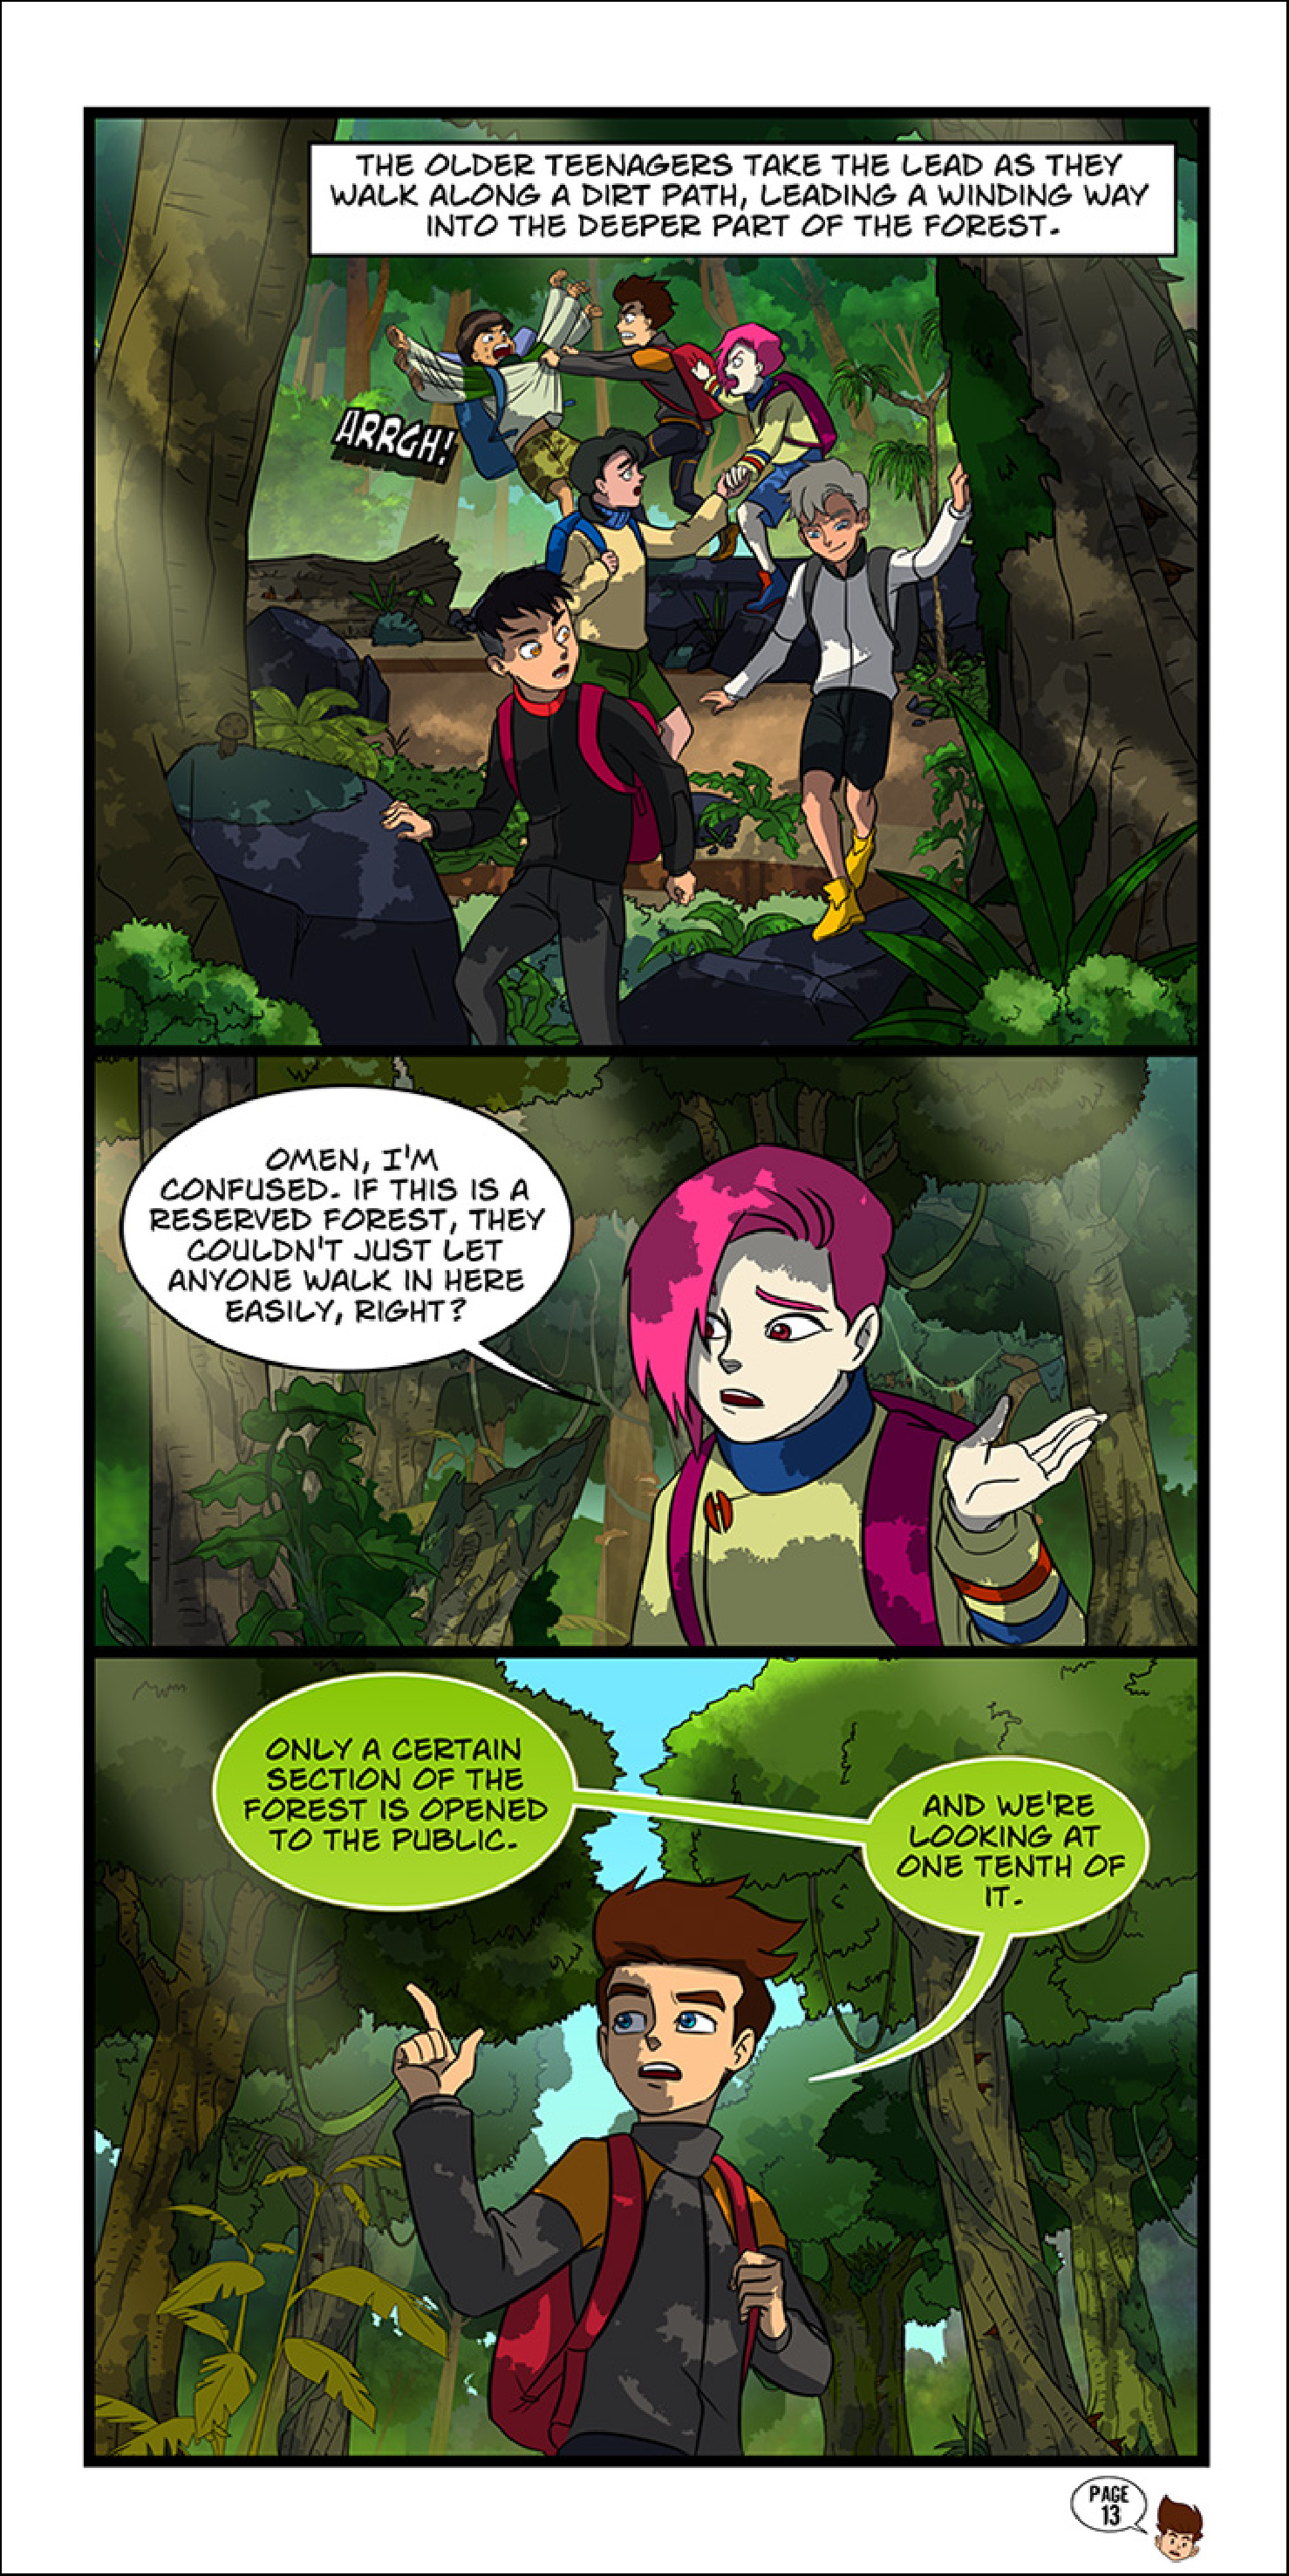 THE OLDER TEENAGERS TAKE THE LEAD AS THEY
WALK ALONG A DIRT PATH, LEADING A WINDING WAY
INTO THE DEEPER PART OF THE FOREST.
ARRGH!
OMEN, I'M
CONFUSED. IF THIS IS A
RESERVED FOREST, THEY
COULDN'T JUST LET
ANYONE WALK IN HERE
EASILY, RIGHT?
ONLY A CERTAIN
SECTION OF THE
FOREST IS OPENED
TO THE PUBLIC.
AND WE'RE
LOOKING AT
ONE TENTH OF
IT.
PAGE
13